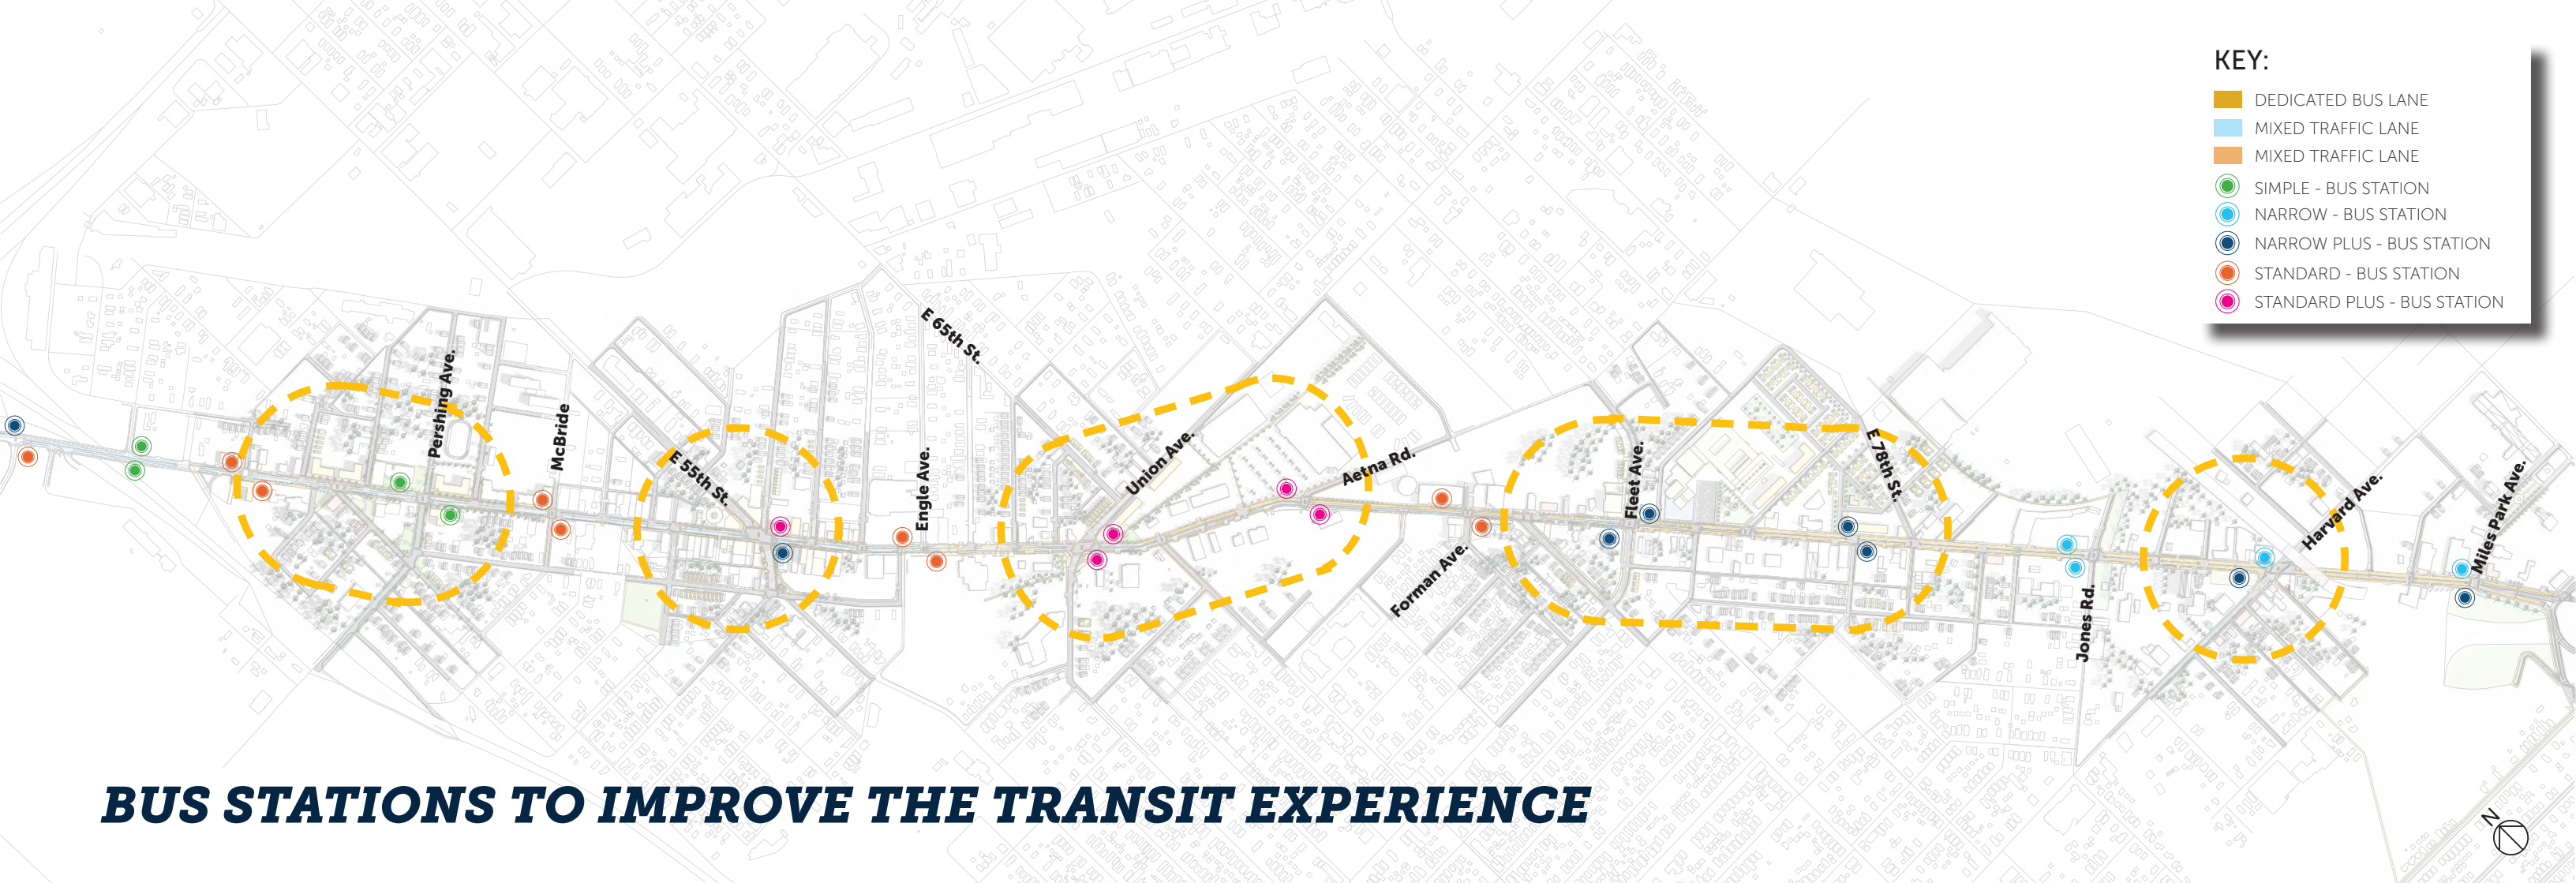 KEY:
DEDICATED BUS LANE
MIXED TRAFFIC LANE
MIXED TRAFFIC LANE
SIMPLE - BUS STATION
NARROW - BUS STATION
NARROW PLUS - BUS STATION
STANDARD - BUS STATION
STANDARD PLUS - BUS STATION
Pershing Ave.
McBride
E 55th St.
Engle Ave.
E 65th St.
Union Ave.
Aetna Rd.
Forman Ave.
Fleet Ave.
E 78th St.
Jones Rd.
Harvard Ave.
Miles Park Ave.
BUS STATIONS TO IMPROVE THE TRANSIT EXPERIENCE
N